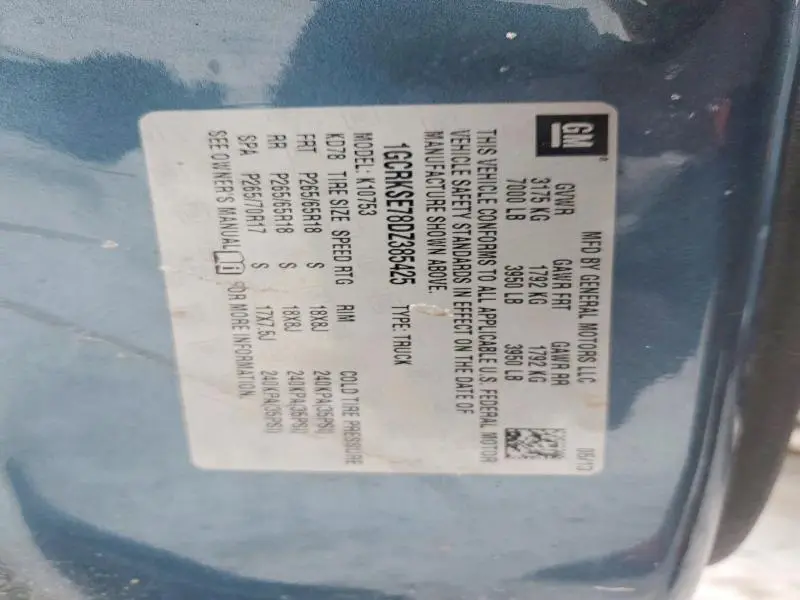 GM ®
MFD BY GENERAL MOTORS LLC 05/13
GVWR GAWR FRT GAWR RR
3175 KG 1792 KG 1792 KG
7000 LB 3950 LB 3950 LB
THIS VEHICLE CONFORMS TO ALL APPLICABLE U.S. FEDERAL MOTOR
VEHICLE SAFETY STANDARDS IN EFFECT ON THE DATE OF
MANUFACTURE SHOWN ABOVE.
1GCRKSE78DZ385425 TYPE: TRUCK
MODEL: K10753
KD7B TIRE SIZE SPEED RTG RIM COLD TIRE PRESSURE
FRT P265/65R18 S 18X8J 240KPA(35PSI)
RR P265/65R18 S 18X8J 240KPA(35PSI)
SPA P265/70R17 S 17X7.5J 240KPA(35PSI)
SEE OWNER'S MANUAL FOR MORE INFORMATION.